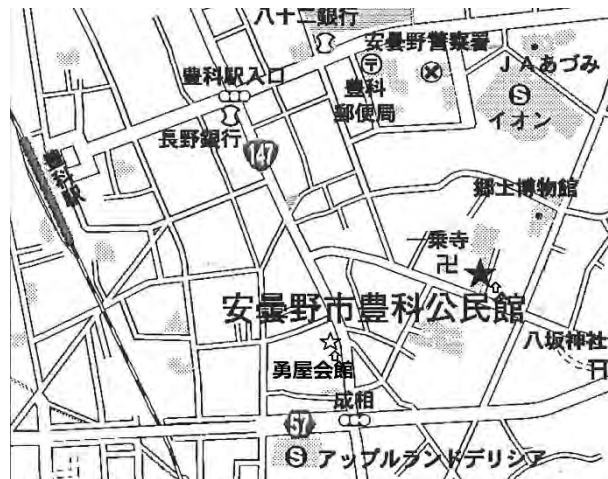 八十二銀行
安曇野警察署
JAあづみ
豊科駅入口
〒
豊科
郵便局
S
イオン
長野銀行
147
豊科駅
郷土博物館
一乗寺
卍
安曇野市豊科公民館
八坂神社
勇屋会館
成相
57
S アップルランドデリシア